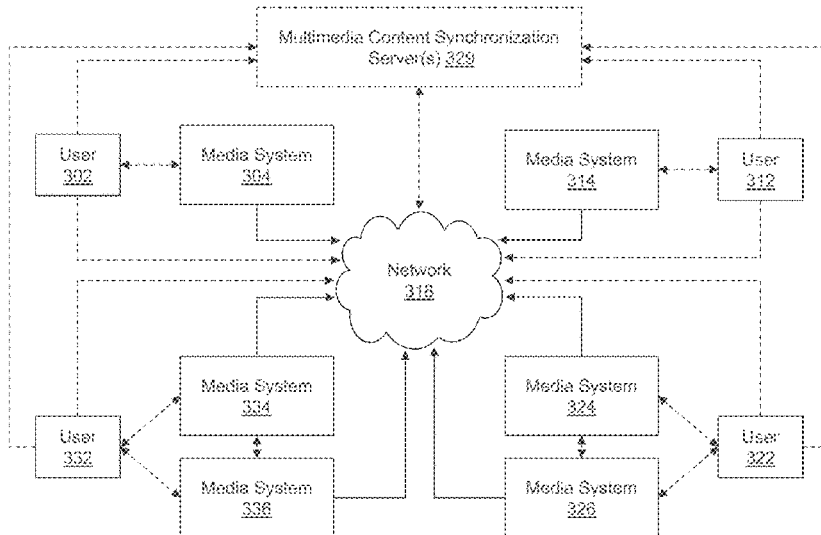 Multimedia Content Synchronization
Server(s) 329
User
302
Media System
304
Media System
314
User
312
Network
318
Media System
334
Media System
324
User
332
User
322
Media System
336
Media System
326